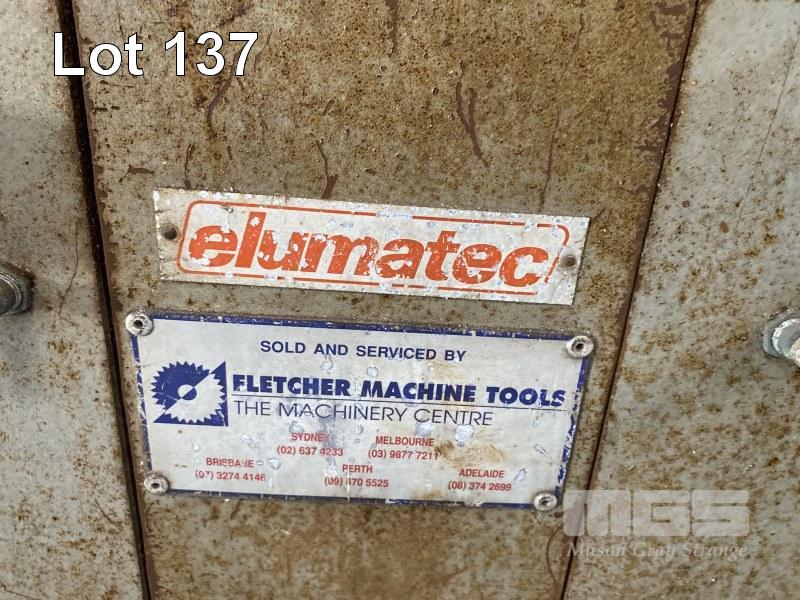 Lot 137
elumatec
SOLD AND SERVICED BY
FLETCHER MACHINE TOOLS
THE MACHINERY CENTRE
SYDNEY MELBOURNE
(02) 637 4233 (03) 9877 7211
BRISBANE PERTH ADELAIDE
(07) 3274 4146 (09) 470 5525 (08) 374 2699
MGS
Mason Gray Strange